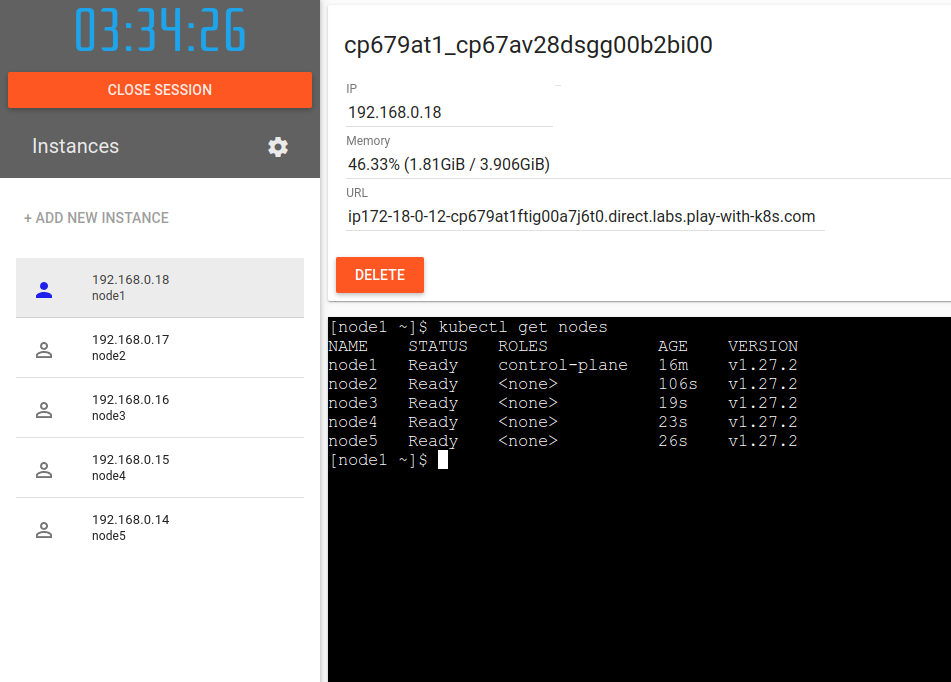 03:34:26
CLOSE SESSION
Instances
+ ADD NEW INSTANCE
192.168.0.18
node1
192.168.0.17
node2
192.168.0.16
node3
192.168.0.15
node4
192.168.0.14
node5
cp679at1_cp67av28dsgg00b2bi00
IP
192.168.0.18
Memory
46.33% (1.81GiB / 3.906GiB)
URL
ip172-18-0-12-cp679at1ftig00a7j6t0.direct.labs.play-with-k8s.com
DELETE
[node1 ~]$ kubectl get nodes
NAME STATUS ROLES AGE VERSION
node1 Ready control-plane 16m v1.27.2
node2 Ready <none> 106s v1.27.2
node3 Ready <none> 19s v1.27.2
node4 Ready <none> 23s v1.27.2
node5 Ready <none> 26s v1.27.2
[node1 ~]$